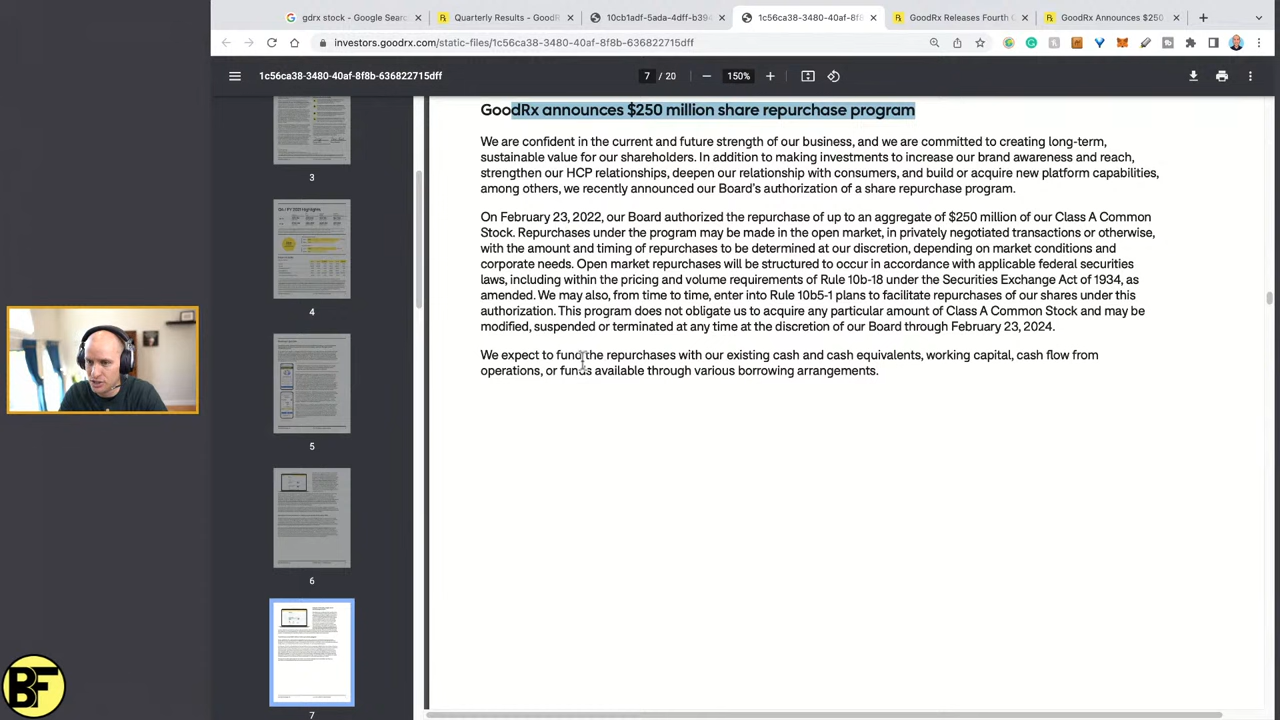 gdrx stock - Google Searc
Quarterly Results - GoodR
10cb1adf-5ada-4dff-b394
1c56ca38-3480-40af-8f8
GoodRx Releases Fourth
GoodRx Announces $250
investors.goodrx.com/static-files/1c56ca38-3480-40af-8f8b-636822715dff
1c56ca38-3480-40af-8f8b-636822715dff
7 / 20
150%
3
4
5
6
7
GoodRx announces $250 million share repurchase program
We are confident in the current and future strength of our business, and we are committed to creating long-term,
sustainable value for our shareholders. In addition to making investments to increase our brand awareness and reach,
strengthen our HCP relationships, deepen our relationship with consumers, and build or acquire new platform capabilities,
among others, we recently announced our Board's authorization of a share repurchase program.
On February 23, 2022, our Board authorized the repurchase of up to an aggregate of $250 million of our Class A Common
Stock. Repurchases under the program may be made in the open market, in privately negotiated transactions or otherwise,
with the amount and timing of repurchases to be determined at our discretion, depending on market conditions and
corporate needs. Open market repurchases will be structured to occur in accordance with applicable federal securities
laws, including within the pricing and volume requirements of Rule 10b-18 under the Securities Exchange Act of 1934, as
amended. We may also, from time to time, enter into Rule 10b5-1 plans to facilitate repurchases of our shares under this
authorization. This program does not obligate us to acquire any particular amount of Class A Common Stock and may be
modified, suspended or terminated at any time at the discretion of our Board through February 23, 2024.
We expect to fund the repurchases with our existing cash and cash equivalents, working capital, cash flow from
operations or funds available through various borrowing arrangements.
BF